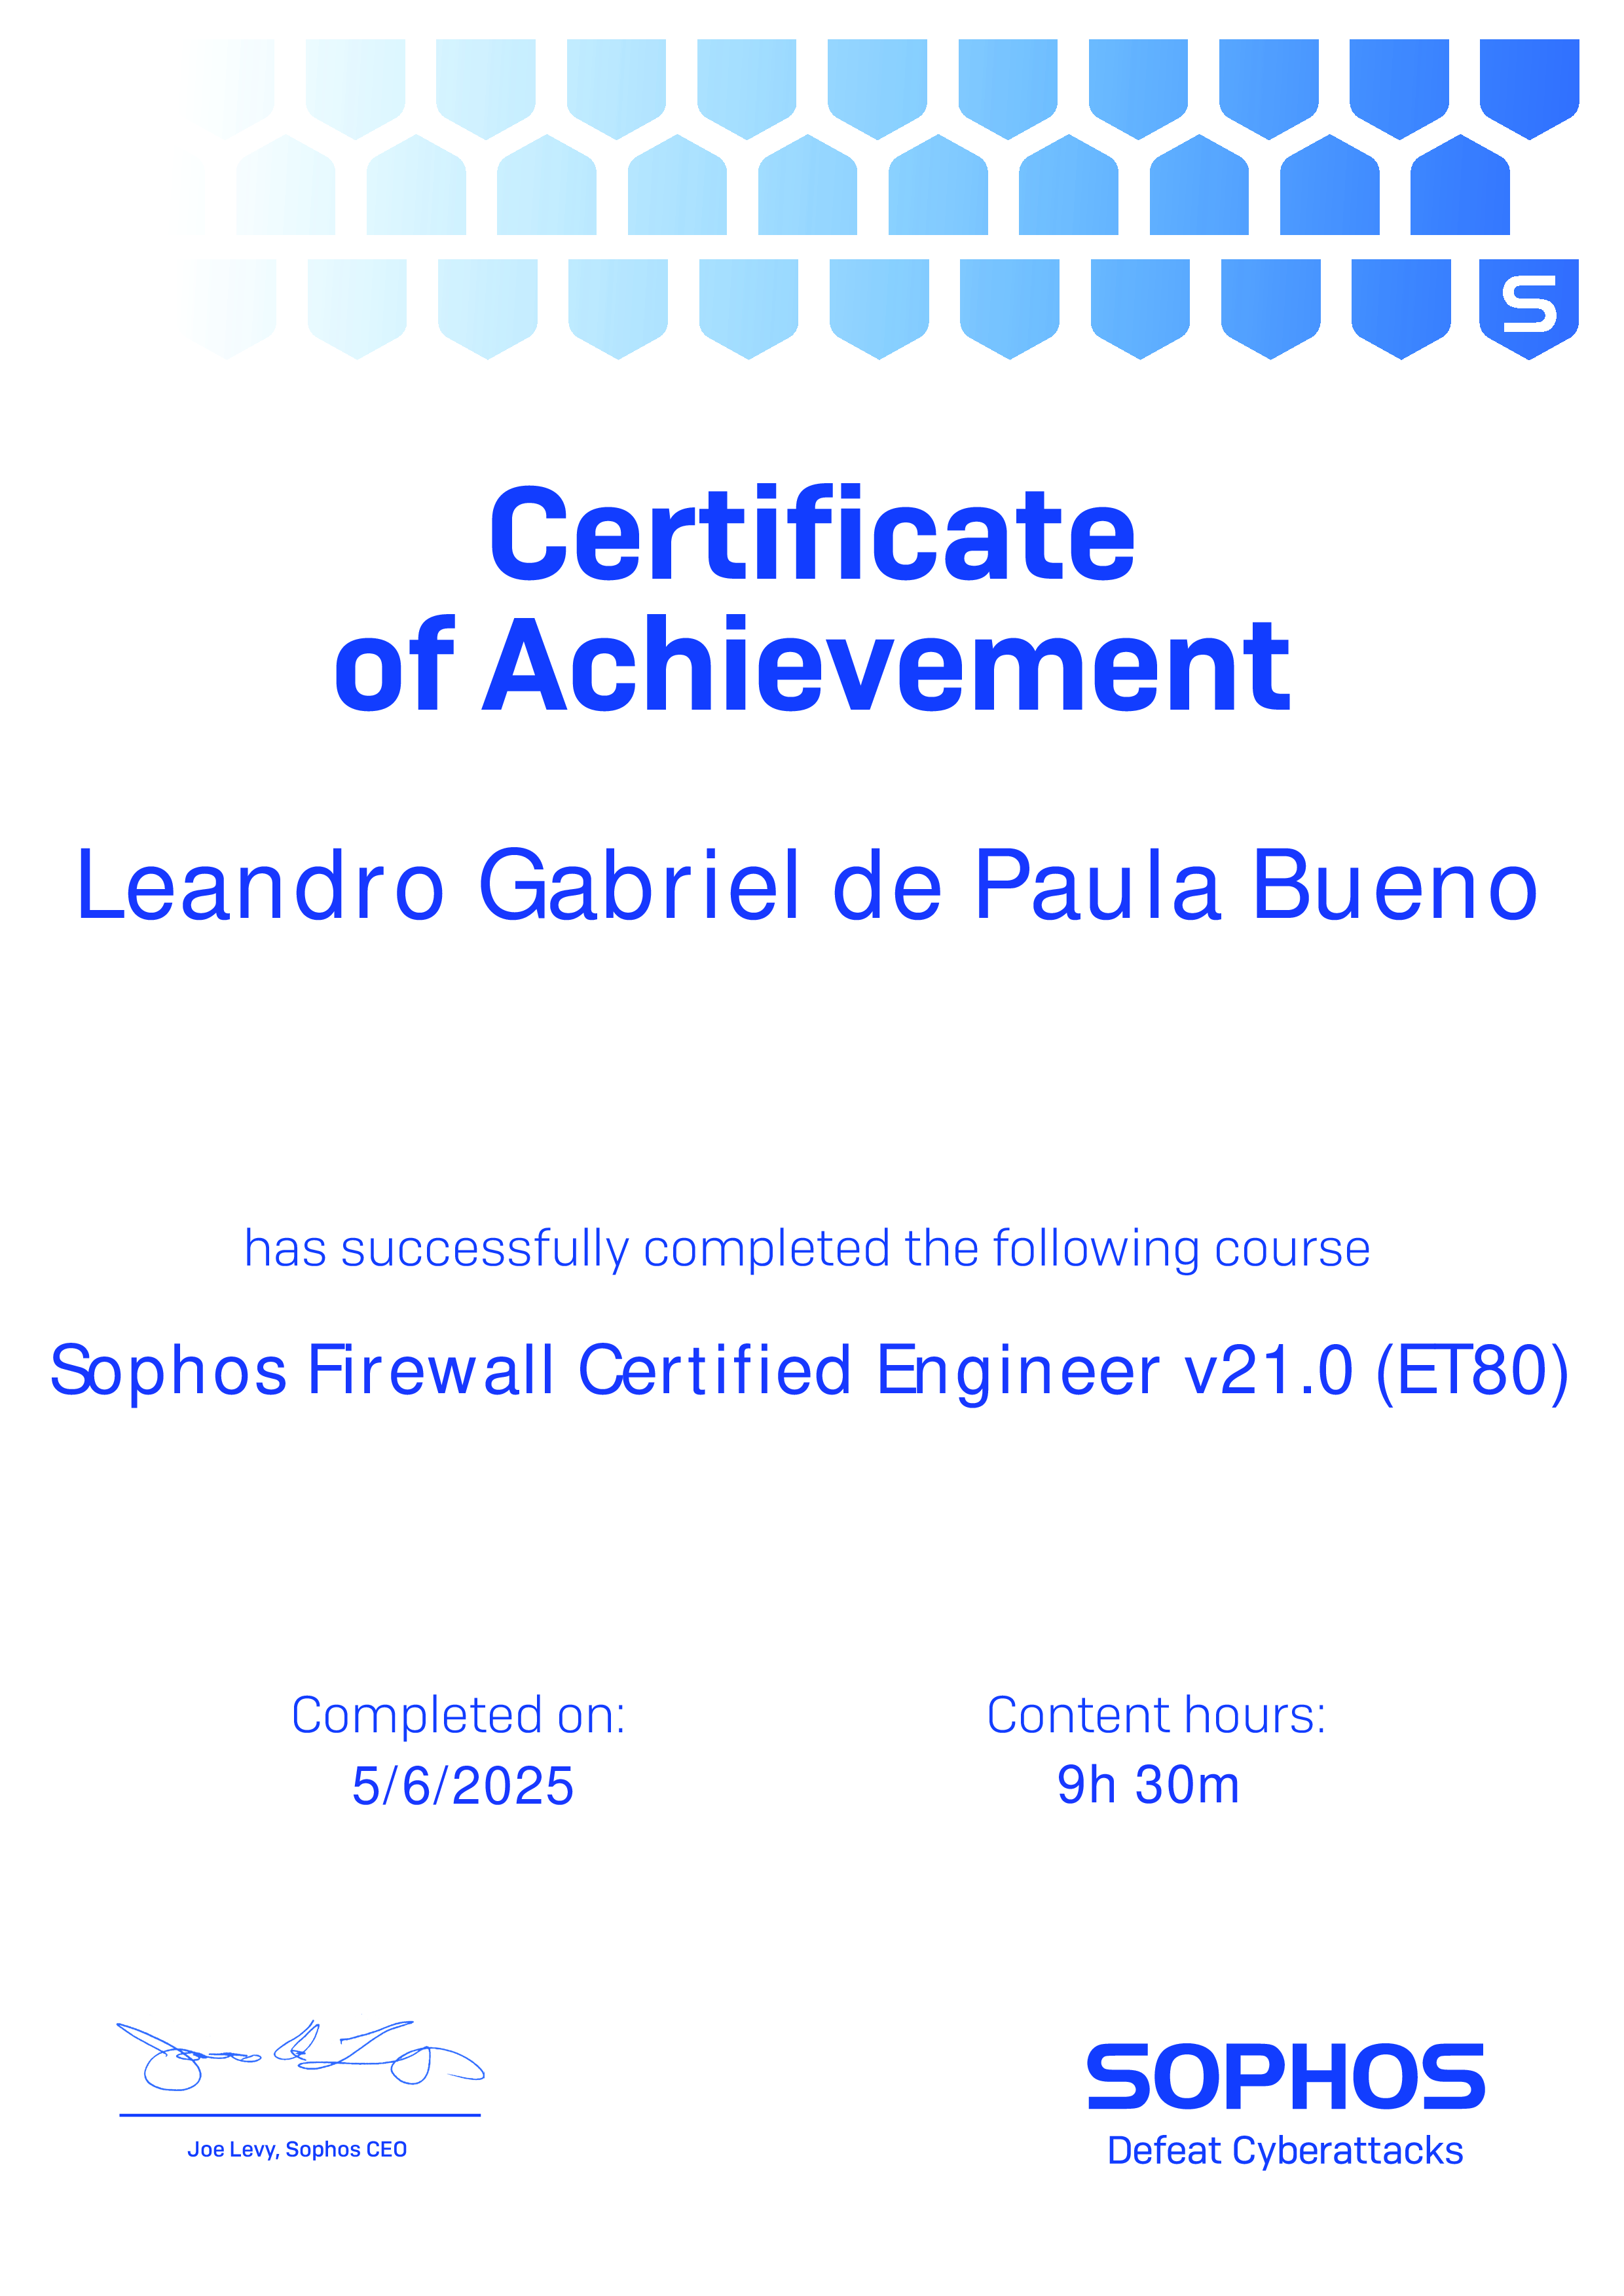 S
Certificate
of Achievement
Leandro Gabriel de Paula Bueno
has successfully completed the following course
Sophos Firewall Certified Engineer v21.0 (ET80)
Completed on:
5/6/2025
Content hours:
9h 30m
Joe Levy, Sophos CEO
SOPHOS
Defeat Cyberattacks